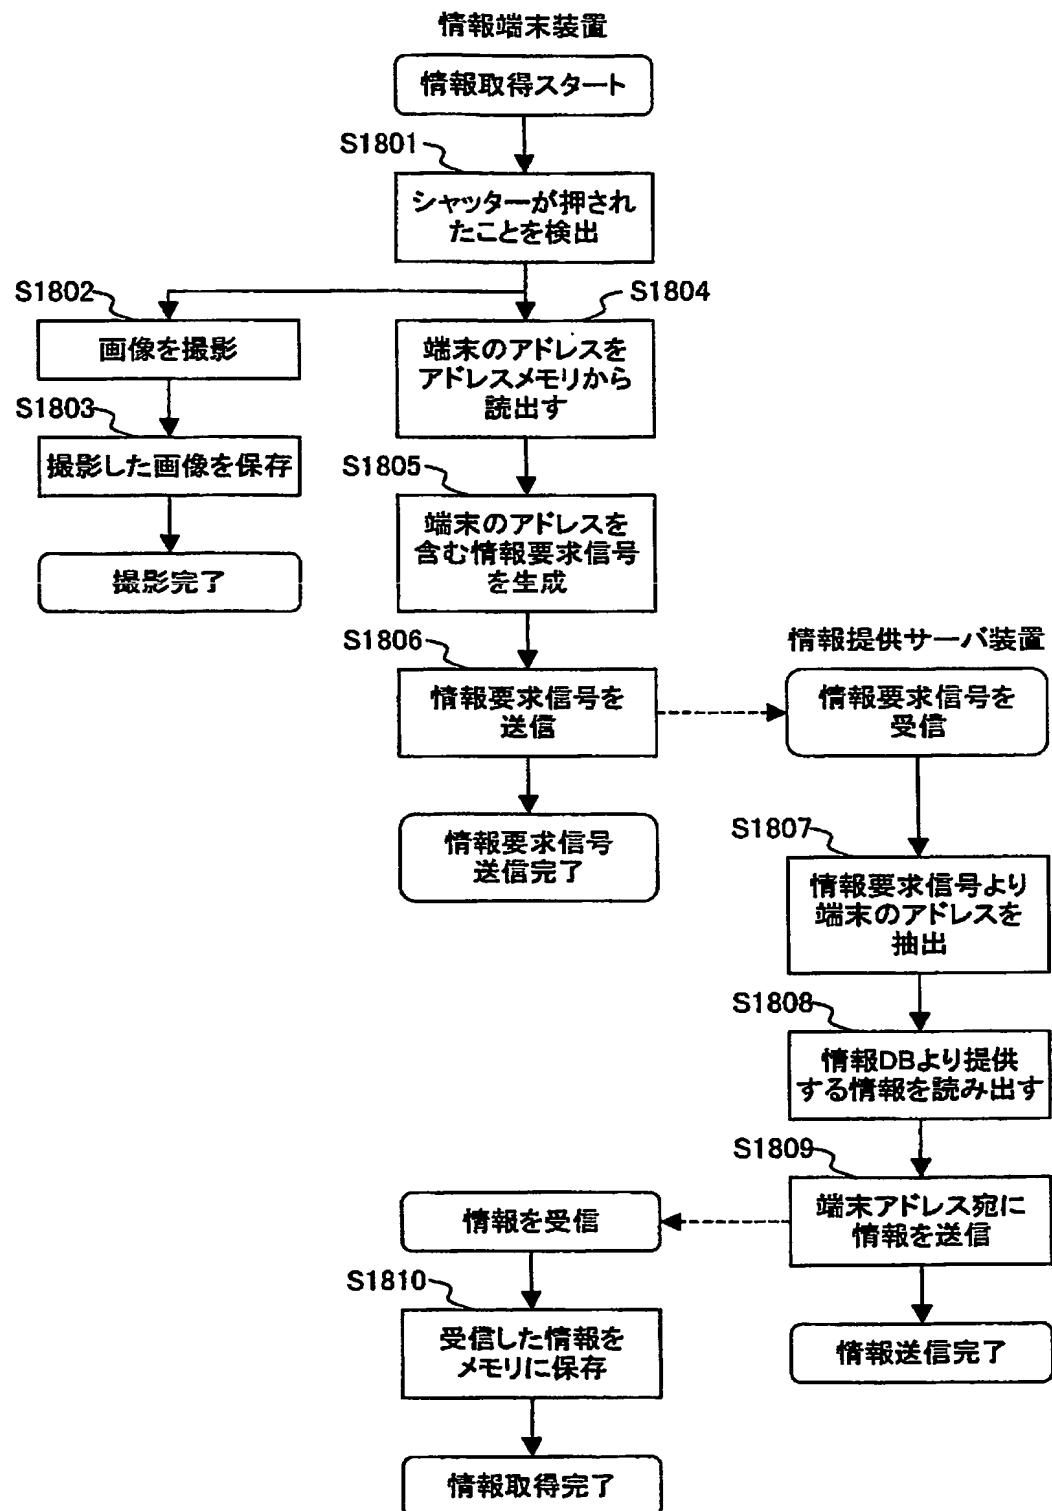 情報端末装置
情報取得スタート
S1801
シャッターが押され
たことを検出
S1802
画像を撮影
S1803
撮影した画像を保存
撮影完了
S1804
端末のアドレスを
アドレスメモリから
読出す
S1805
端末のアドレスを
含む情報要求信号
を生成
S1806
情報要求信号を
送信
情報要求信号
送信完了
情報提供サーバ装置
情報要求信号を
受信
S1807
情報要求信号より
端末のアドレスを
抽出
S1808
情報DBより提供
する情報を読み出す
S1809
端末アドレス宛に
情報を送信
情報送信完了
情報を受信
S1810
受信した情報を
メモリに保存
情報取得完了